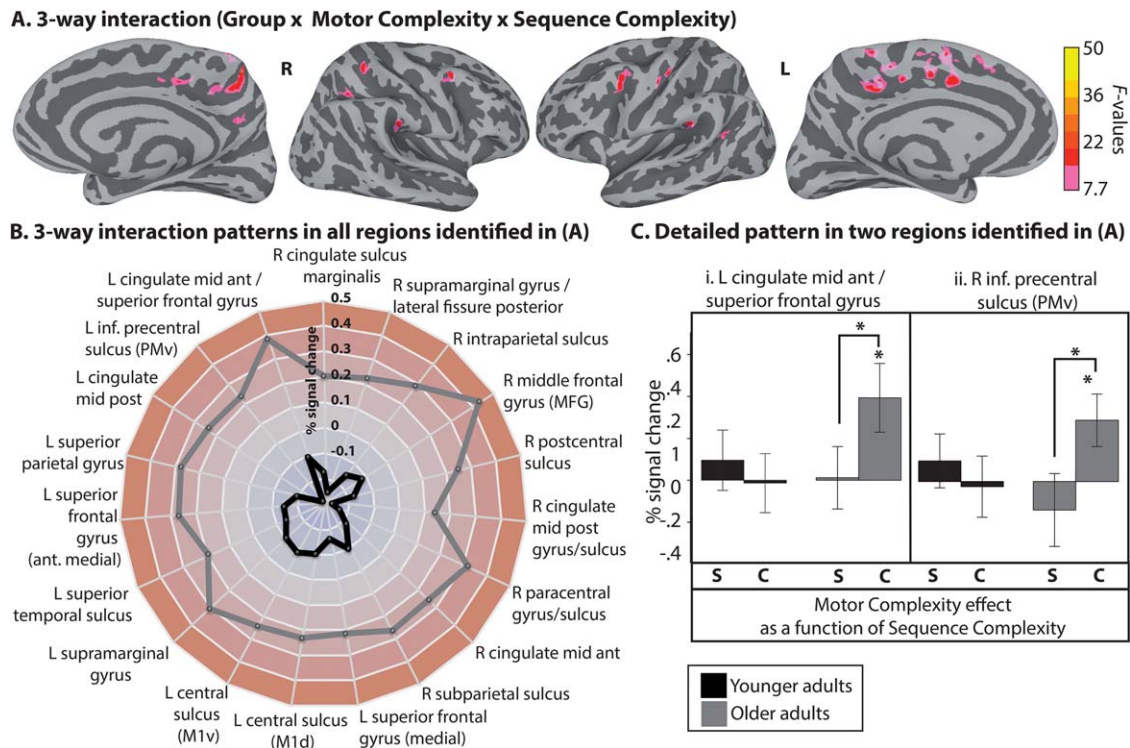 A. 3-way interaction (Group x Motor Complexity x Sequence Complexity)
R
L
50
36
22
7.7
F-values
B. 3-way interaction patterns in all regions identified in (A)
R cingulate sulcus
marginalis
R supramarginal gyrus /
lateral fissure posterior
R intraparietal sulcus
R middle frontal
gyrus (MFG)
R postcentral
sulcus
R cingulate
mid post
gyrus/sulcus
R paracentral
gyrus/sulcus
R cingulate mid ant
R subparietal sulcus
L superior frontal
gyrus (medial)
L central sulcus
(M1d)
L central
sulcus
(M1v)
L supramarginal
gyrus
L superior
temporal sulcus
L superior
frontal
gyrus
(ant. medial)
L superior
parietal gyrus
L cingulate
mid post
L inf. precentral
sulcus (PMv)
L cingulate mid ant /
superior frontal gyrus
0.5
0.4
0.3
0.2
0.1
0
-0.1
% signal change
C. Detailed pattern in two regions identified in (A)
i. L cingulate mid ant /
superior frontal gyrus
ii. R inf. precentral
sulcus (PMv)
% signal change
.6
.4
.2
1
0
-.2
-.4
* * * *
S C S C S C S C
Motor Complexity effect
as a function of Sequence Complexity
Younger adults
Older adults